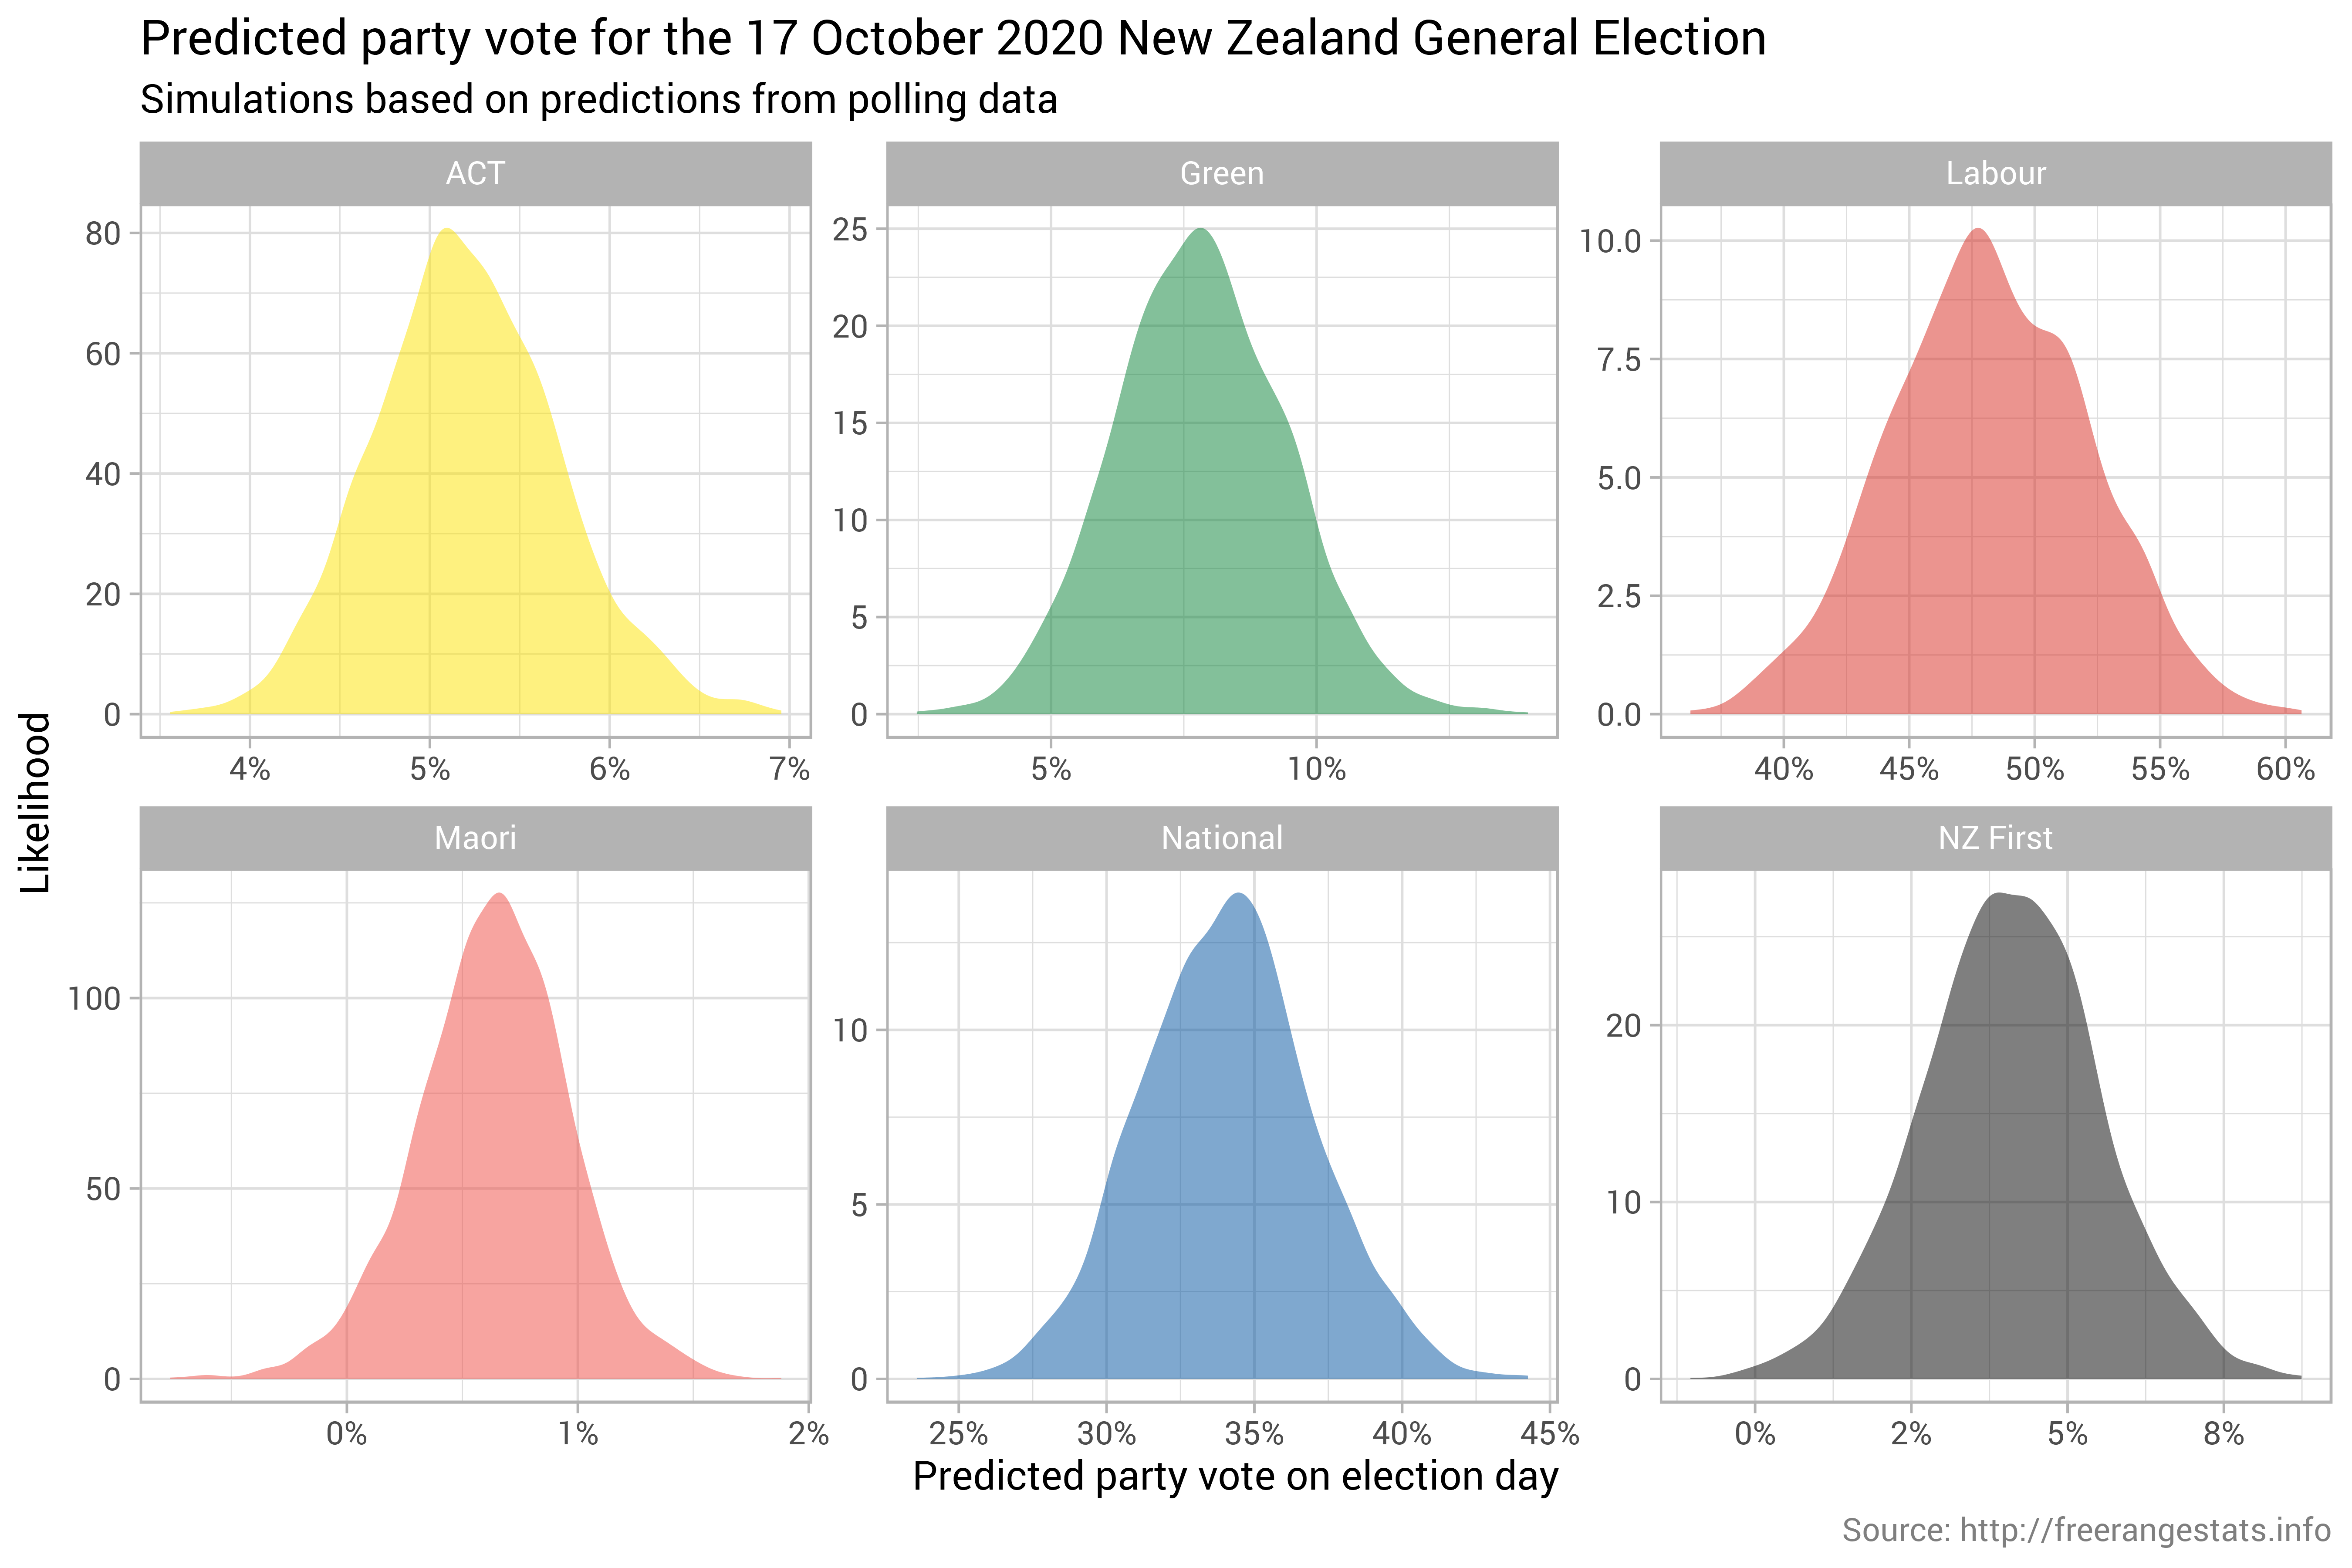 Predicted party vote for the 17 October 2020 New Zealand General Election
Simulations based on predictions from polling data
ACT
Green
Labour
80
60
40
20
0
4% 5% 6% 7%
25
20
15
10
5
0
5% 10%
10.0
7.5
5.0
2.5
0.0
40% 45% 50% 55% 60%
Likelihood
Maori
National
NZ First
100
50
0
0% 1% 2%
10
5
0
25% 30% 35% 40% 45%
20
10
0
0% 2% 5% 8%
Predicted party vote on election day
Source: http://freerangestats.info